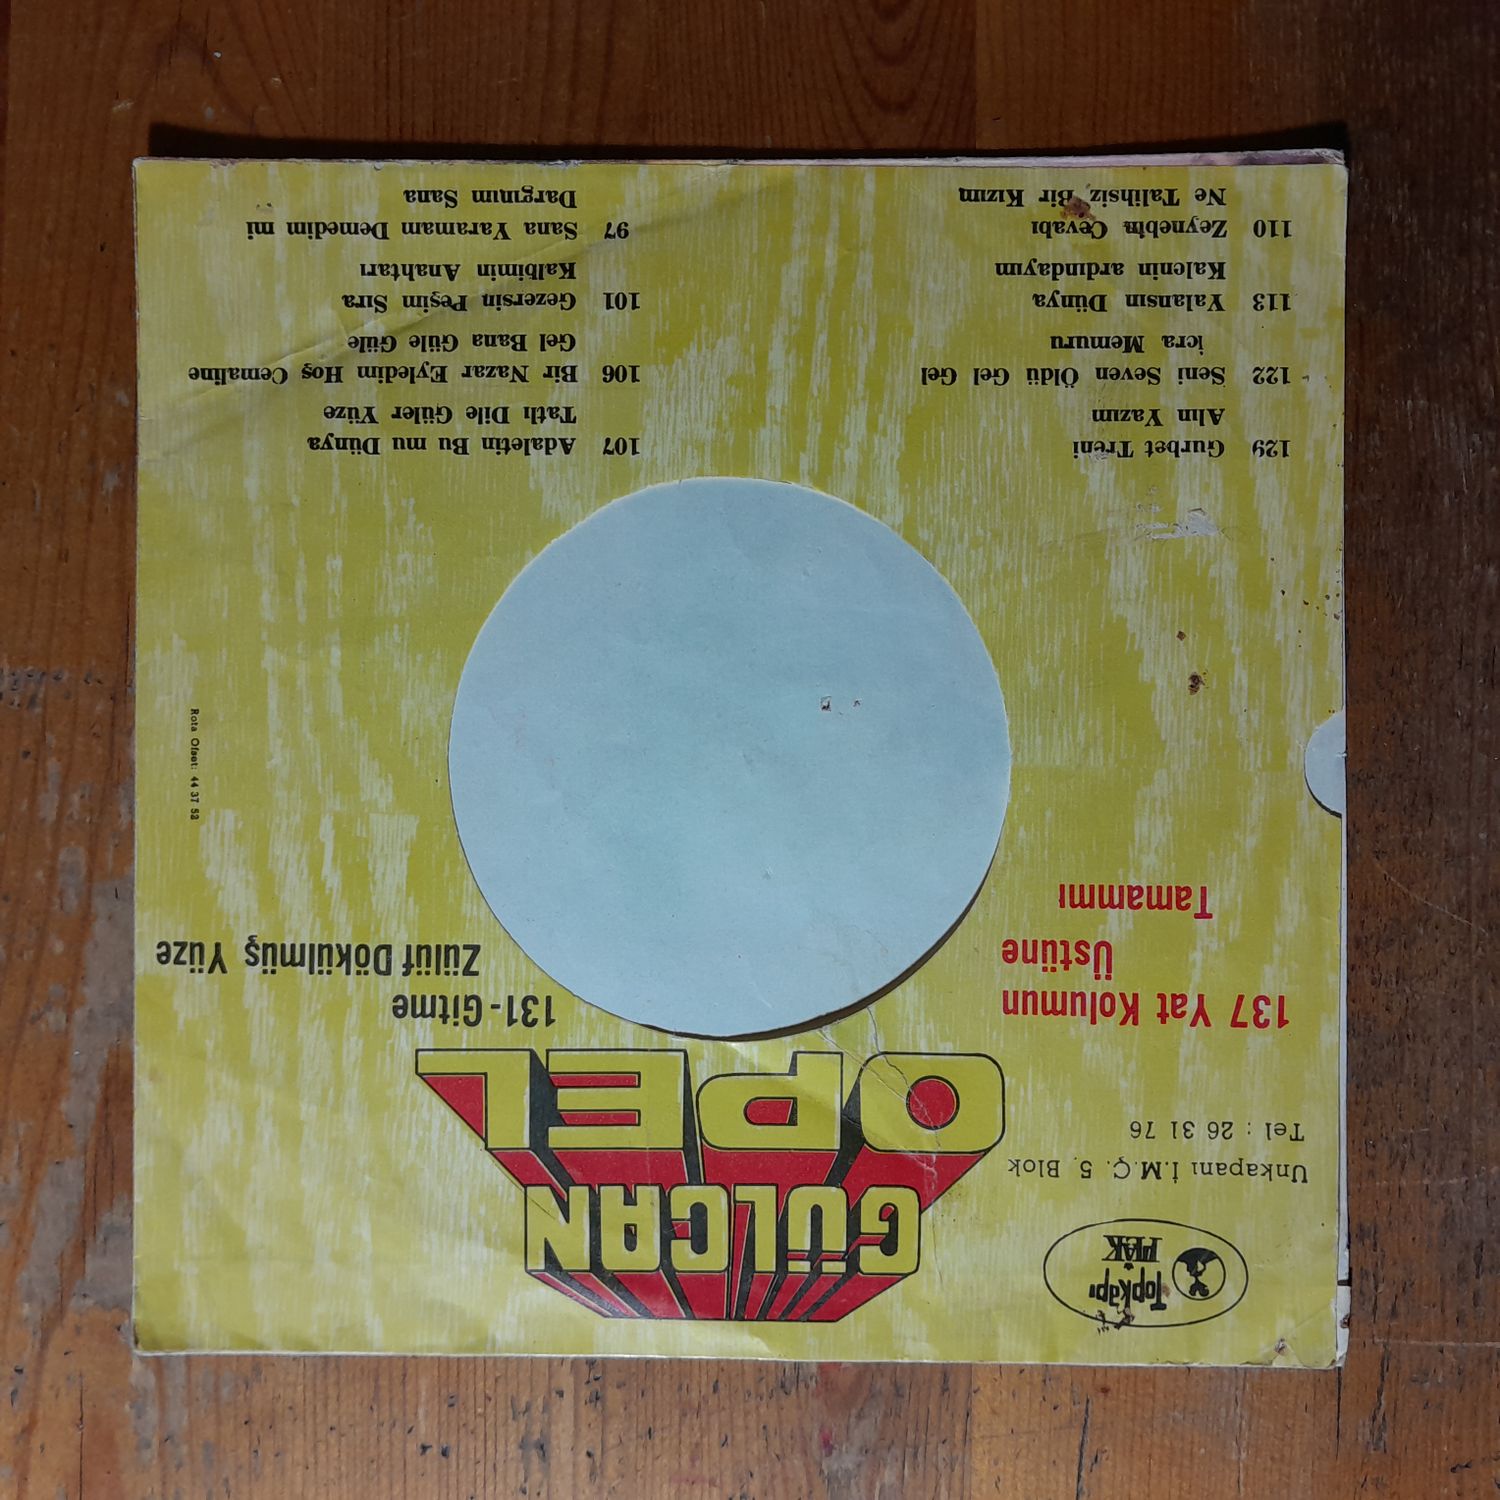 Topkapı
PLAK
Unkapanı İ.M.Ç. 5. Blok
Tel : 26 31 76
GÜLCAN
OPEL
137 Yat Kolumun
Üstüne
Tamammı
131-Gitme
Zülüf Dökülmüş Yüze
Rota Ofset: 44 37 52
129 Gurbet Treni
Alın Yazım
122 Seni Seven Öldü Gel Gel
icra Memuru
113 Yalansın Dünya
Kalenin ardındayım
110 Zeynebin Cevabı
Ne Talihsiz Bir Kızım
107 Adaletin Bu mu Dünya
Tatlı Dile Güler Yüze
106 Bir Nazar Eyledim Hoş Cemaline
Gel Bana Güle Güle
101 Gezersin Peşim Sıra
Kalbimin Anahtarı
97 Sana Yaramam Demedim mi
Dargınım Sana